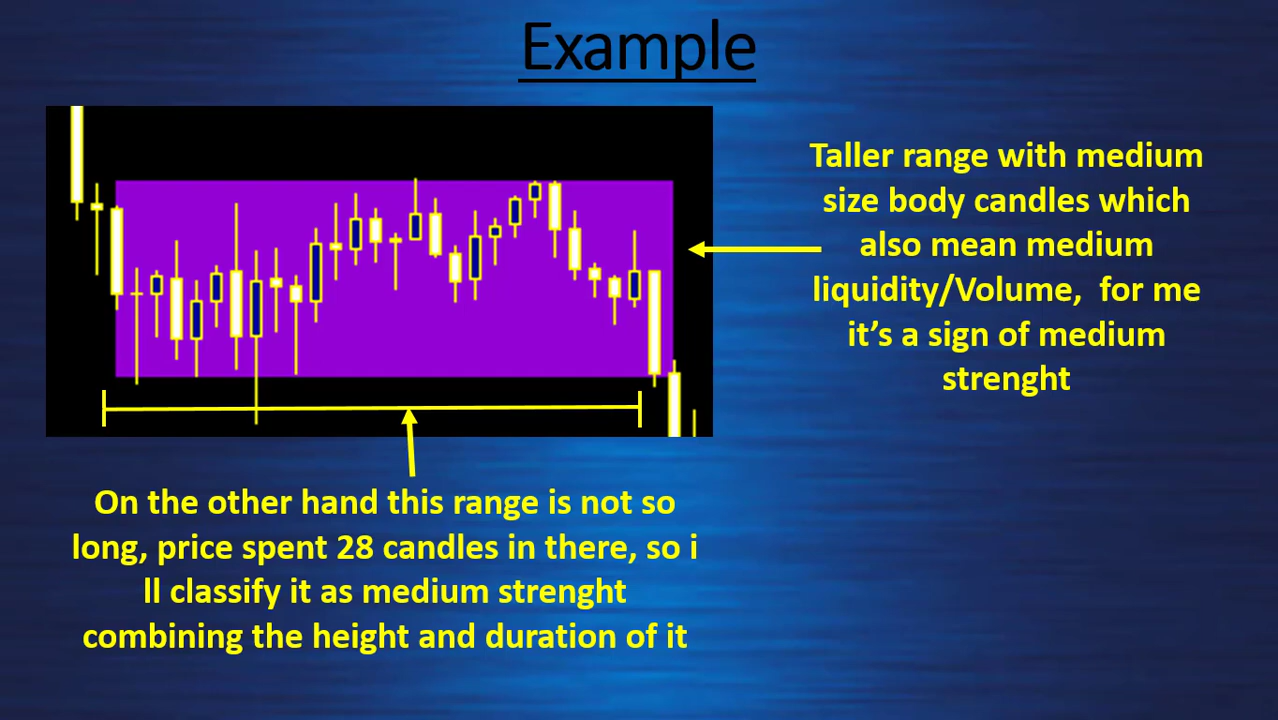 Example
Taller range with medium
size body candles which
also mean medium
liquidity/Volume, for me
it’s a sign of medium
strenght
On the other hand this range is not so
long, price spent 28 candles in there, so i
ll classify it as medium strenght
combining the height and duration of it